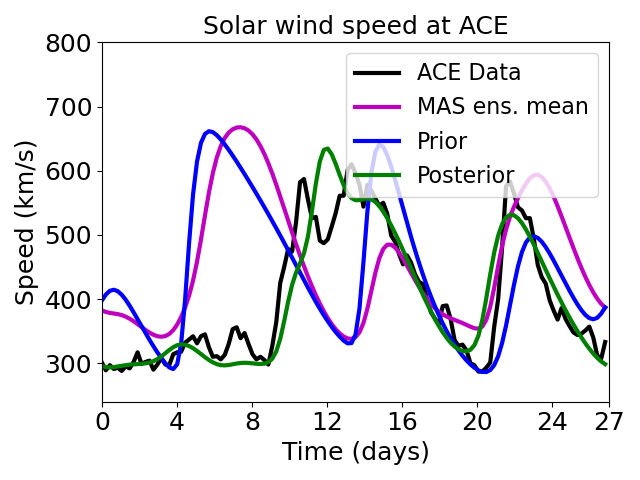 Solar wind speed at ACE
800
700
600
500
400
300
Speed (km/s)
ACE Data
MAS ens. mean
Prior
Posterior
0 4 8 12 16 20 24 27
Time (days)